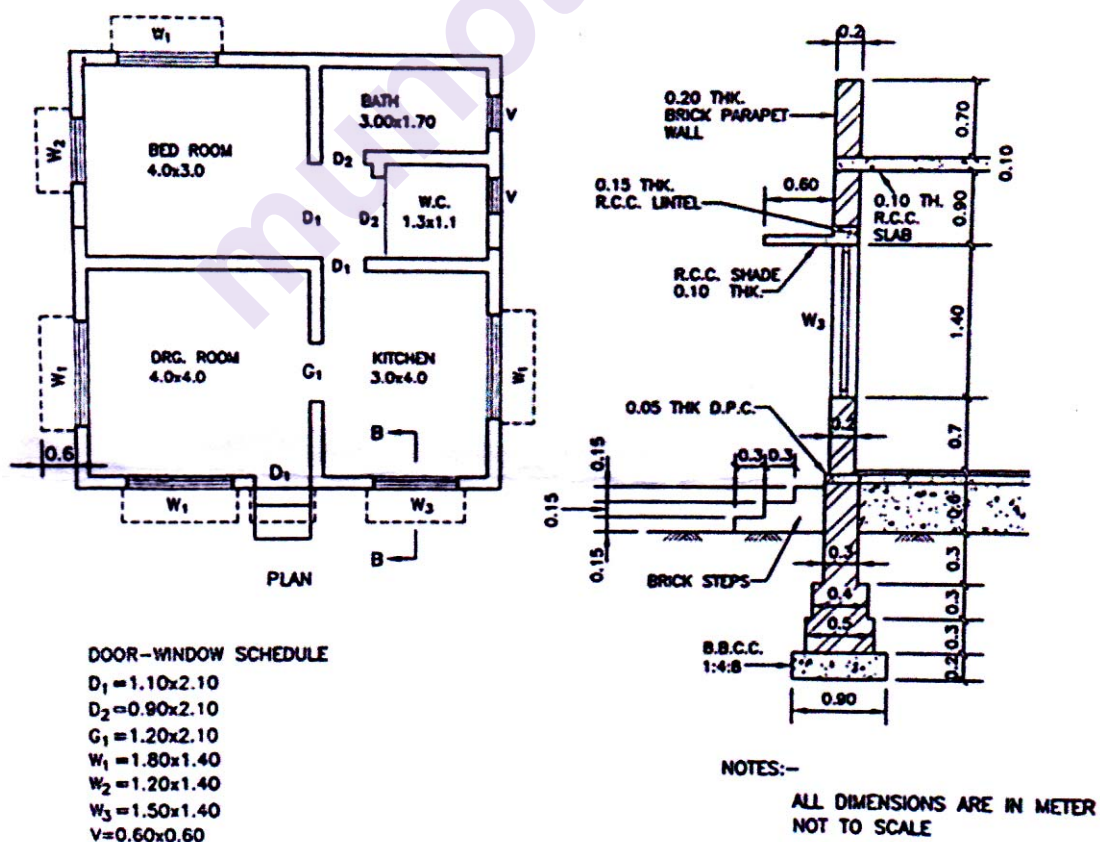 W1
BATH
3.00x1.70
V
BED ROOM
4.0x3.0
W2
D2
W.C.
1.3x1.1
V
D1
D2
D1
DRG. ROOM
4.0x4.0
W1
G1
KITCHEN
3.0x4.0
W1
B
0.6
D1
W1
W3
B
PLAN
DOOR-WINDOW SCHEDULE
D1=1.10x2.10
D2=0.90x2.10
G1=1.20x2.10
W1=1.80x1.40
W2=1.20x1.40
W3=1.50x1.40
V=0.60x0.60
0.2
0.20 THK.
BRICK PARAPET
WALL
0.70
0.10
0.15 THK.
R.C.C. LINTEL
0.60
0.10 TH.
R.C.C.
SLAB
0.90
R.C.C. SHADE
0.10 THK.
W3
1.40
0.05 THK D.P.C.
0.2
0.7
0.15
0.3
0.3
0.15
0.6
0.15
BRICK STEPS
0.3
0.3
0.4
0.3
0.5
0.3
B.B.C.C.
1:4:8
0.2
0.90
NOTES:-
ALL DIMENSIONS ARE IN METER
NOT TO SCALE